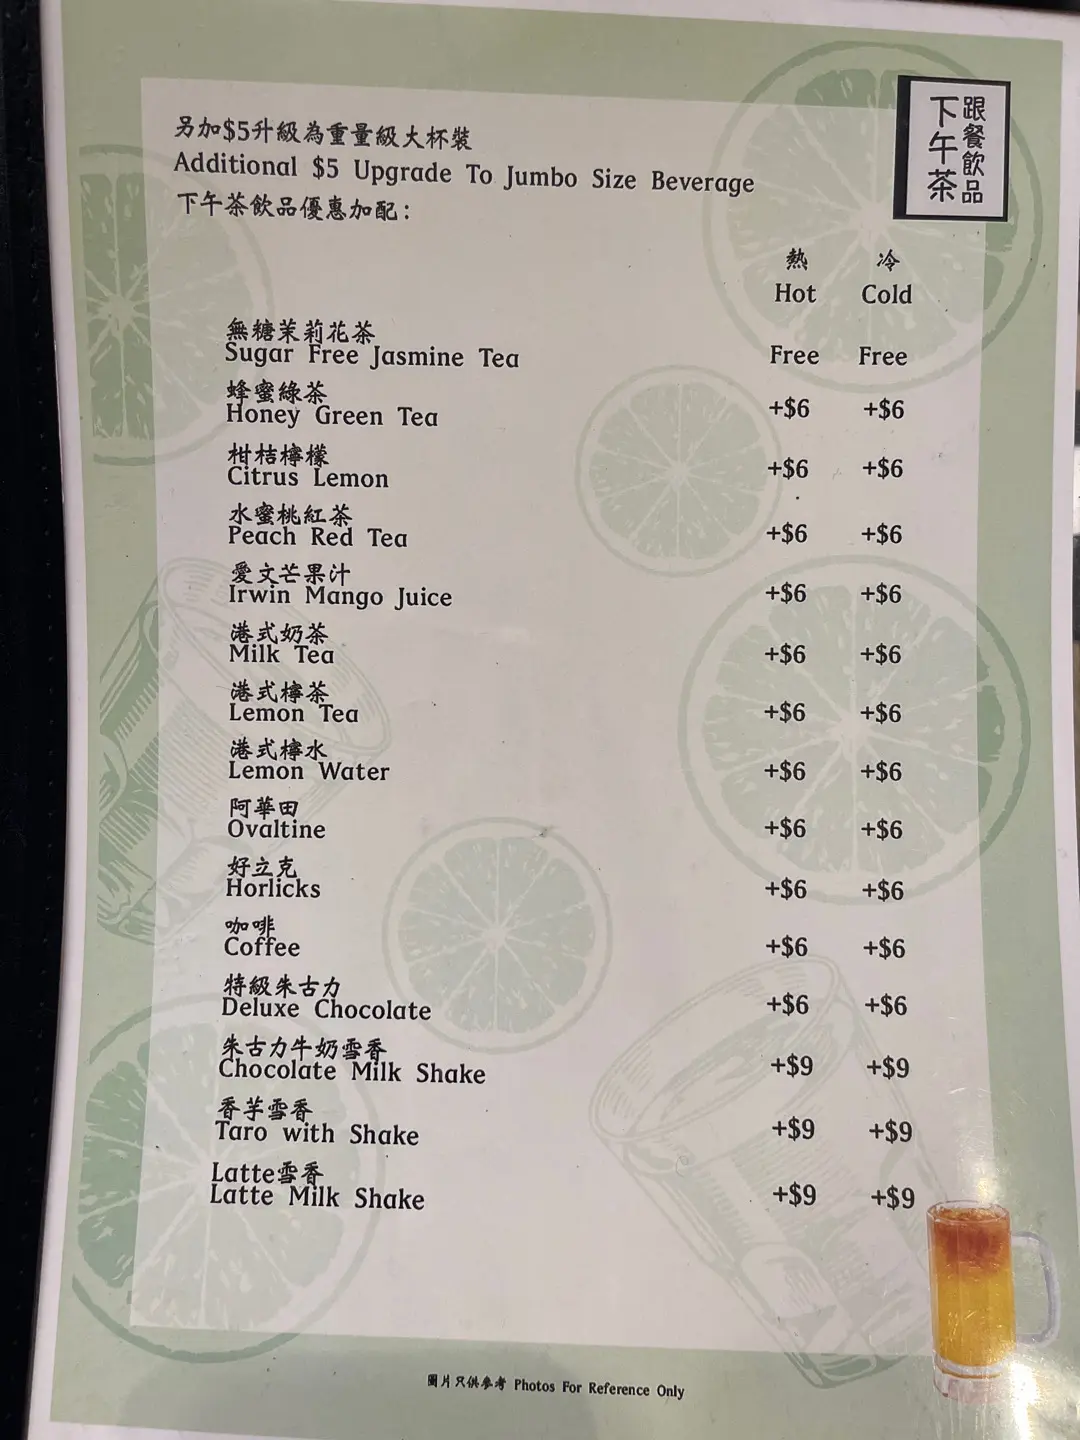 另加$5升級為重量級大杯裝
Additional $5 Upgrade To Jumbo Size Beverage
下午茶飲品優惠加配：
跟餐飲品
下午茶
熱 冷
Hot Cold
無糖茉莉花茶
Sugar Free Jasmine Tea Free Free
蜂蜜綠茶
Honey Green Tea +$6 +$6
柑桔檸檬
Citrus Lemon +$6 +$6
水蜜桃紅茶
Peach Red Tea +$6 +$6
愛文芒果汁
Irwin Mango Juice +$6 +$6
港式奶茶
Milk Tea +$6 +$6
港式檸茶
Lemon Tea +$6 +$6
港式檸水
Lemon Water +$6 +$6
阿華田
Ovaltine +$6 +$6
好立克
Horlicks +$6 +$6
咖啡
Coffee +$6 +$6
特級朱古力
Deluxe Chocolate +$6 +$6
朱古力牛奶雪香
Chocolate Milk Shake +$9 +$9
香芋雪香
Taro with Shake +$9 +$9
Latte雪香
Latte Milk Shake +$9 +$9
圖片只供參考 Photos For Reference Only